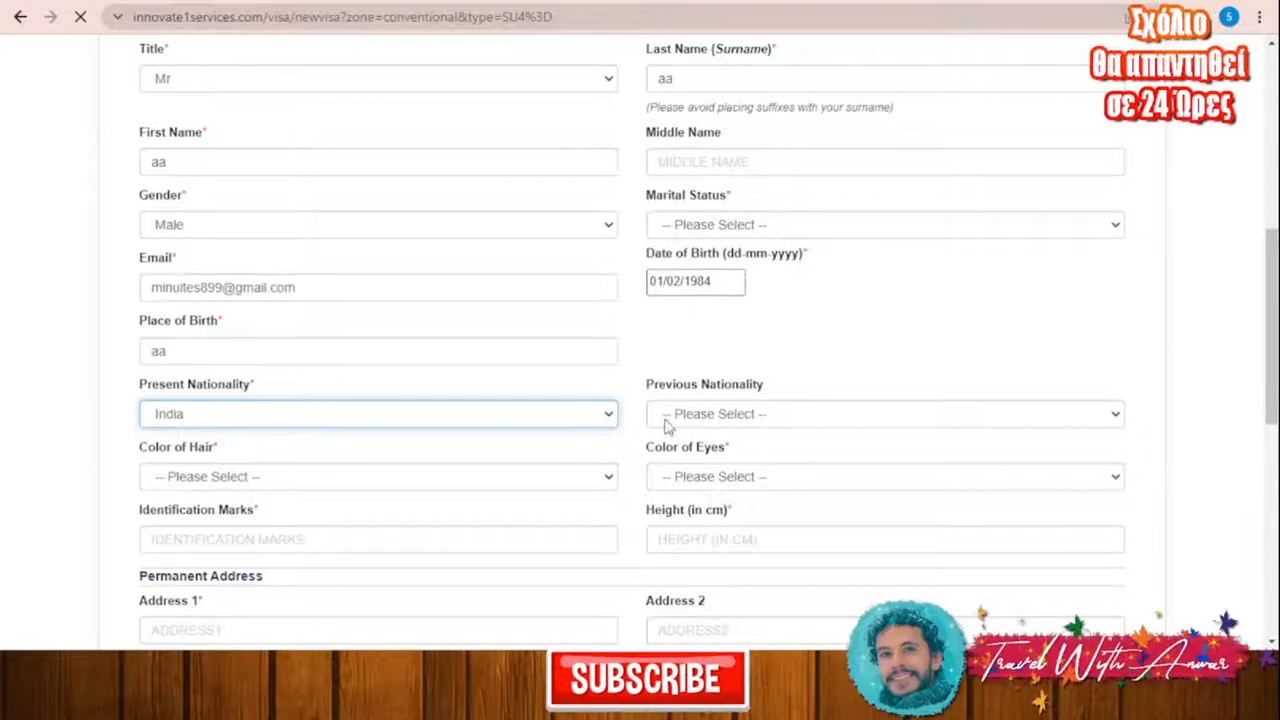 innovate1services.com/visa/newvisa?zone=conventional&type=SU4%3D
5
Σχόλιο
θα απαντηθεί
σε 24 Ώρες
Title*
Last Name (Surname)*
Mr
aa
(Please avoid placing suffixes with your surname)
First Name*
Middle Name
aa
MIDDLE NAME
Gender*
Marital Status*
Male
-- Please Select --
Email*
Date of Birth (dd-mm-yyyy)*
minuites899@gmail.com
01/02/1984
Place of Birth*
aa
Present Nationality*
Previous Nationality
India
-- Please Select --
Color of Hair*
Color of Eyes*
-- Please Select --
-- Please Select --
Identification Marks*
Height (in cm)*
IDENTIFICATION MARKS
HEIGHT (IN CM)
Permanent Address
Address 1*
Address 2
ADDRESS1
ADDRESS2
SUBSCRIBE
Travel With Anwar